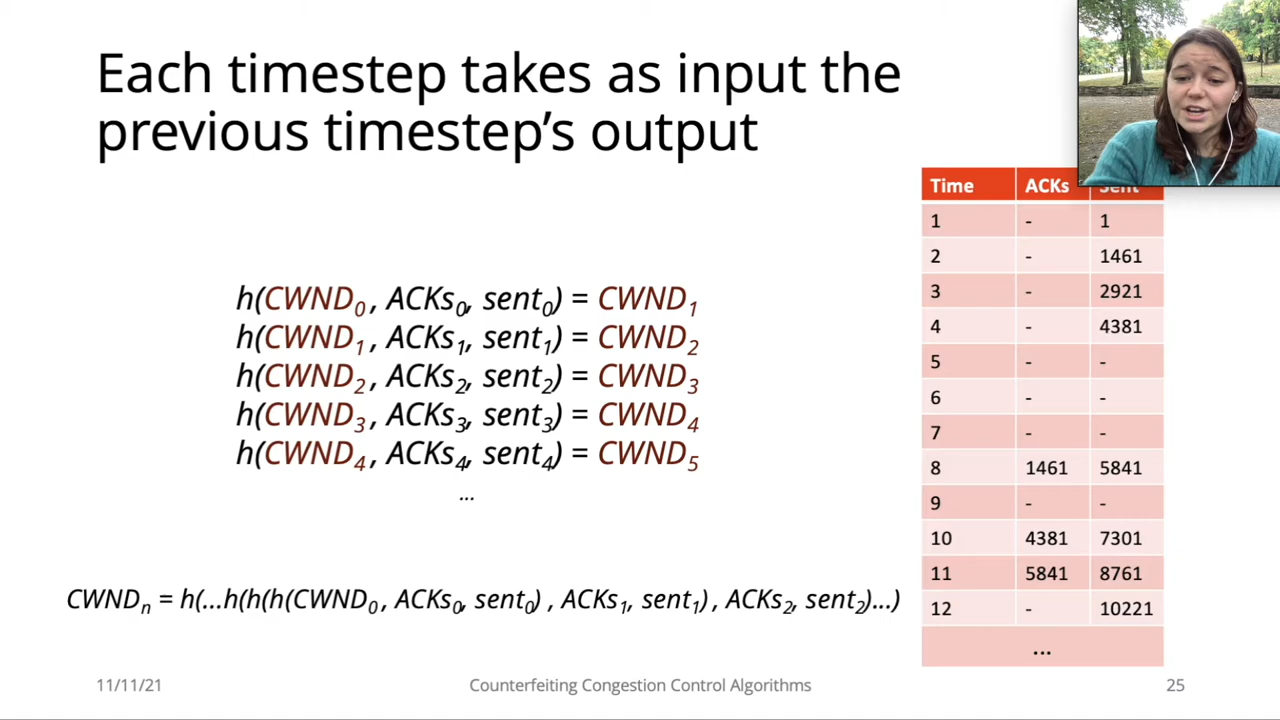 Each timestep takes as input the
previous timestep’s output
h(CWND0 , ACKs0, sent0) = CWND1
h(CWND1 , ACKs1, sent1) = CWND2
h(CWND2 , ACKs2, sent2) = CWND3
h(CWND3 , ACKs3, sent3) = CWND4
h(CWND4 , ACKs4, sent4) = CWND5
...
CWNDn = h(...h(h(h(CWND0 , ACKs0, sent0) , ACKs1, sent1) , ACKs2, sent2)...)
Time ACKs Sent
1 - 1
2 - 1461
3 - 2921
4 - 4381
5 - -
6 - -
7 - -
8 1461 5841
9 - -
10 4381 7301
11 5841 8761
12 - 10221
...
11/11/21 Counterfeiting Congestion Control Algorithms 25